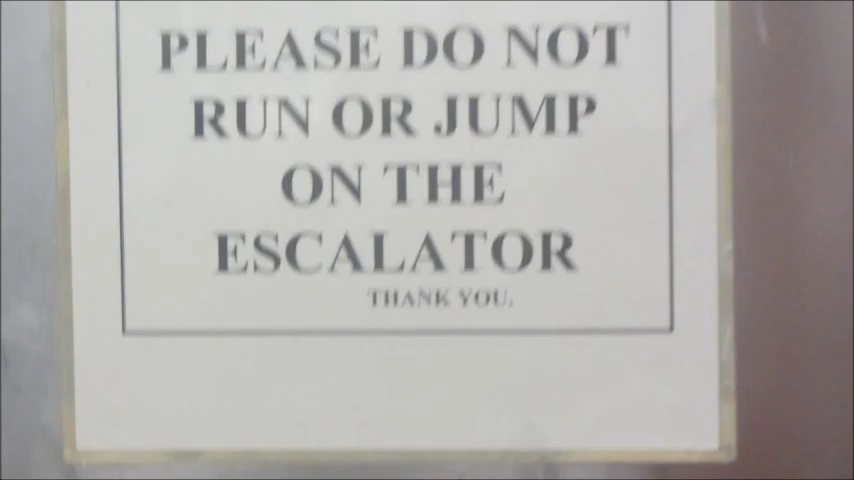 PLEASE DO NOT
RUN OR JUMP
ON THE
ESCALATOR
THANK YOU.